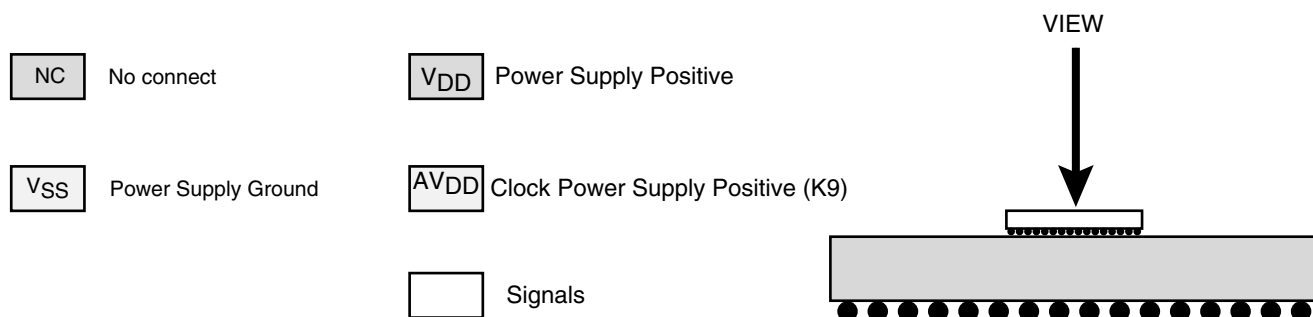 VIEW
NC No connect
VDD Power Supply Positive
VSS Power Supply Ground
AVDD Clock Power Supply Positive (K9)
Signals